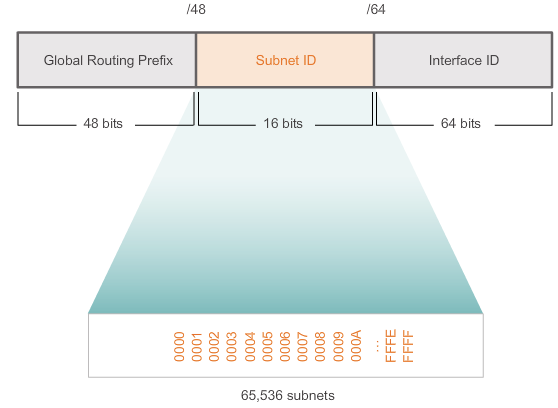 /48 /64
Global Routing Prefix Subnet ID Interface ID
48 bits 16 bits 64 bits
0000
0001
0002
0003
0004
0005
0006
0007
0008
0009
000A
...
FFFE
FFFF
65,536 subnets